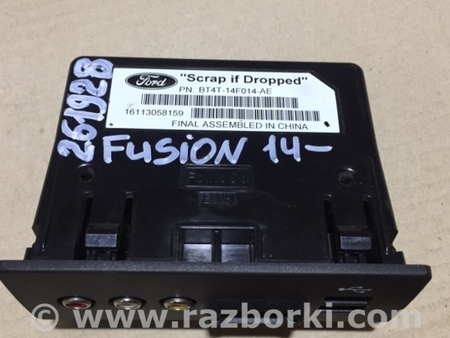 Ford "Scrap if Dropped"
PN. BT4T-14F014-AE
16113058159
FINAL ASSEMBLED IN CHINA
261928
FUSION 14-
© www.razborki.com